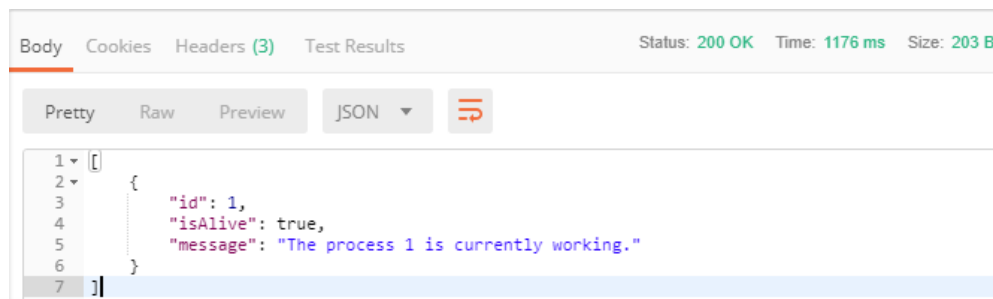 Body Cookies Headers (3) Test Results Status: 200 OK Time: 1176 ms Size: 203 B
Pretty Raw Preview JSON
1 [
2 {
3 "id": 1,
4 "isAlive": true,
5 "message": "The process 1 is currently working."
6 }
7 ]